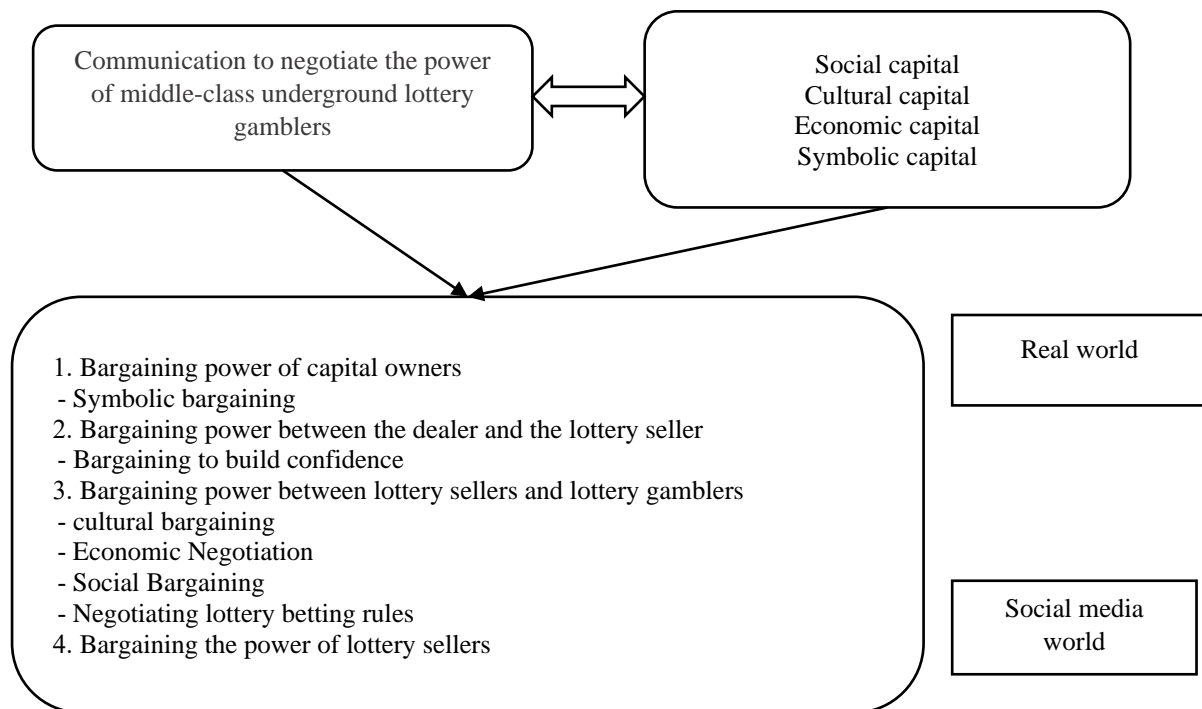 Communication to negotiate the power
of middle-class underground lottery
gamblers
Social capital
Cultural capital
Economic capital
Symbolic capital
1. Bargaining power of capital owners
- Symbolic bargaining
2. Bargaining power between the dealer and the lottery seller
- Bargaining to build confidence
3. Bargaining power between lottery sellers and lottery gamblers
- cultural bargaining
- Economic Negotiation
- Social Bargaining
- Negotiating lottery betting rules
4. Bargaining the power of lottery sellers
Real world
Social media
world